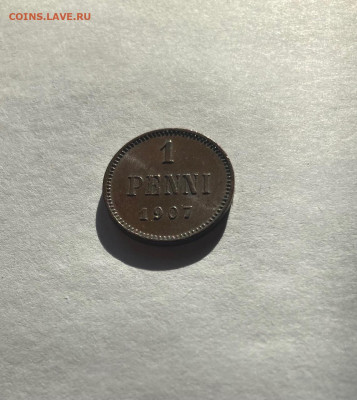 COINS.LAVE.RU
1
PENNI
1907